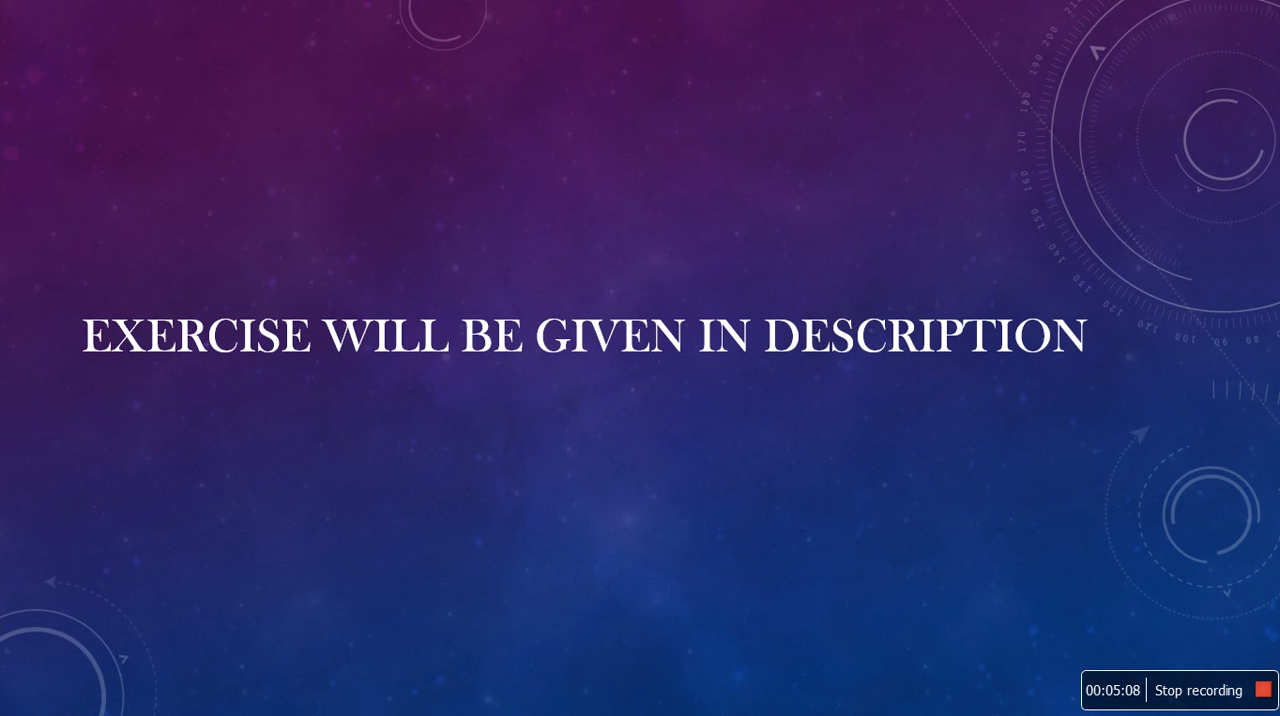 EXERCISE WILL BE GIVEN IN DESCRIPTION
00:05:08 Stop recording